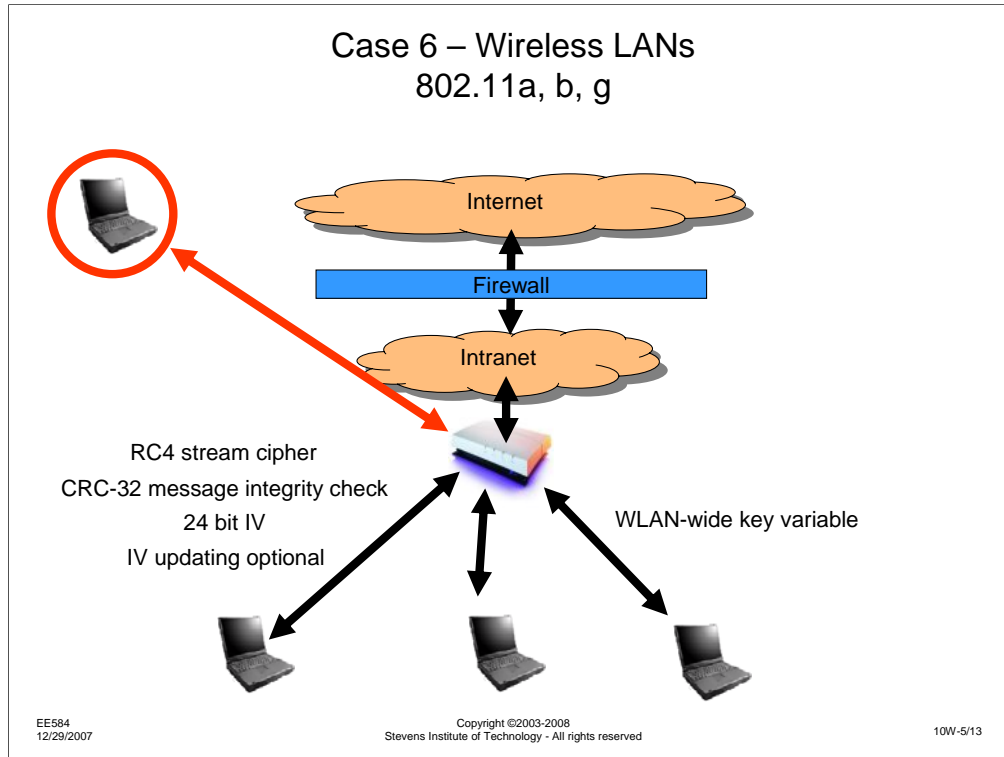 Case 6 – Wireless LANs
802.11a, b, g
Internet
Firewall
Intranet
RC4 stream cipher
CRC-32 message integrity check
24 bit IV
IV updating optional
WLAN-wide key variable
EE584
12/29/2007
Copyright ©2003-2008
Stevens Institute of Technology - All rights reserved
10W-5/13